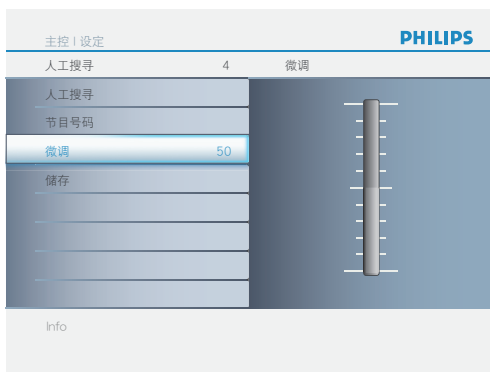 主控 | 设定
PHILIPS
人工搜寻 4 微调
人工搜寻
节目号码
微调 50
储存
Info